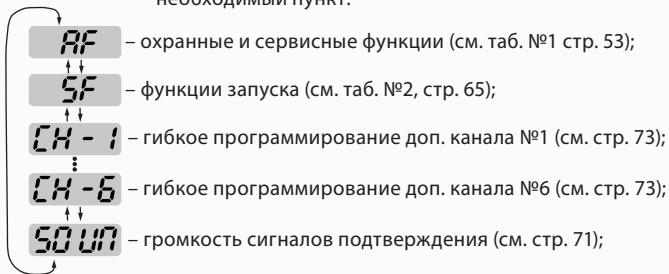 необходимый пункт.
AF – охранные и сервисные функции (см. таб. №1 стр. 53);
SF – функции запуска (см. таб. №2, стр. 65);
CH - 1 – гибкое программирование доп. канала №1 (см. стр. 73);
CH -6 – гибкое программирование доп. канала №6 (см. стр. 73);
SOUN – громкость сигналов подтверждения (см. стр. 71);